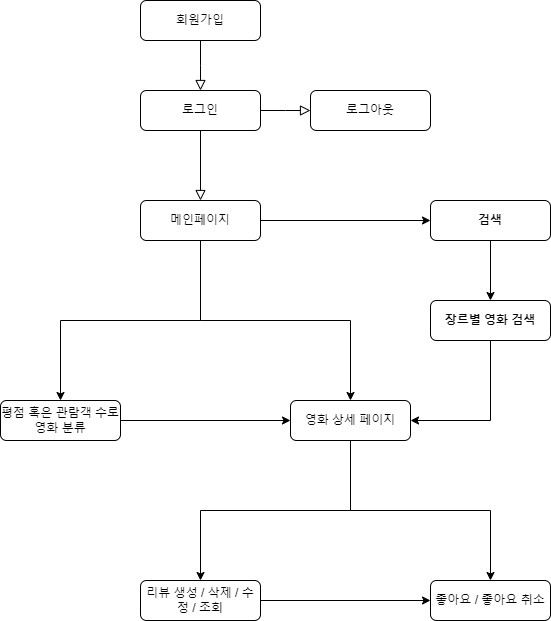 회원가입
로그인
로그아웃
메인페이지
검색
장르별 영화 검색
평점 혹은 관람객 수로
영화 분류
영화 상세 페이지
리뷰 생성 / 삭제 / 수
정 / 조회
좋아요 / 좋아요 취소